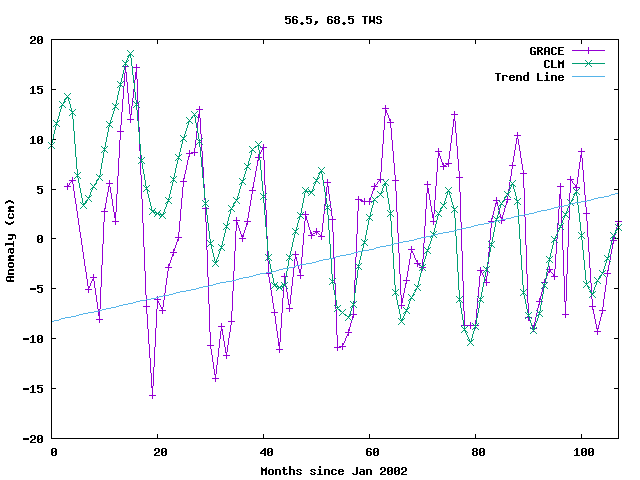 56.5, 68.5 TWS
GRACE
CLM
Trend Line
20
15
10
5
0
-5
-10
-15
-20
Anomaly (cm)
0 20 40 60 80 100
Months since Jan 2002